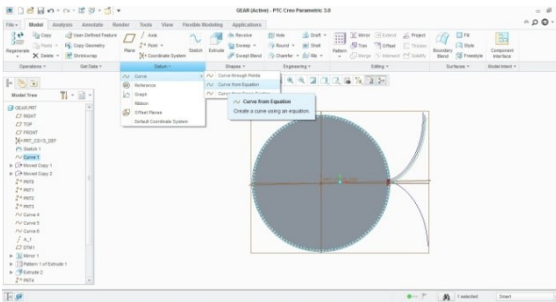 GEAR (Active) - PTC Creo Parametric 3.0
File Model Analysis Annotate Render Tools View Flexible Modeling Applications
Regenerate
Copy
Paste
Delete
User-Defined Feature
Copy Geometry
Shrinkwrap
Plane
Axis
Point
Coordinate System
Sketch
Extrude
Revolve
Sweep
Swept Blend
Hole
Round
Chamfer
Draft
Shell
Rib
Pattern
Mirror
Trim
Merge
Extend
Offset
Intersect
Project
Thicken
Solidify
Boundary Blend
Fill
Style
Freestyle
Component Interface
Operations
Get Data
Datum
Shapes
Engineering
Editing
Surfaces
Model Intent
Curve
Reference
Graph
Ribbon
Offset Planes
Default Coordinate System
Curve through Points
Curve from Equation
Curve from Equation
Create a curve using an equation.
Model Tree
GEAR.PRT
RIGHT
TOP
FRONT
PRT_CSYS_DEF
Sketch 1
Curve 1
Moved Copy 1
Moved Copy 2
PNT0
PNT1
PNT2
PNT3
Curve 4
Curve 5
Curve 6
A_1
DTM1
Mirror 1
Pattern 1 of Extrude 1
Extrude 2
PNT4
1 selected
Smart